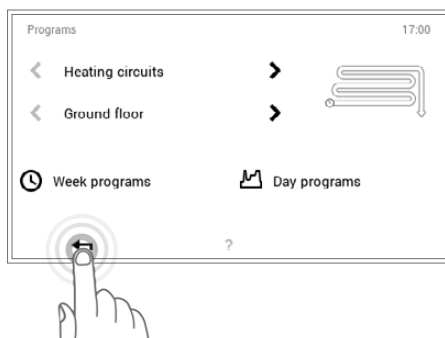 Programs 17:00
Heating circuits
Ground floor
Week programs Day programs
?